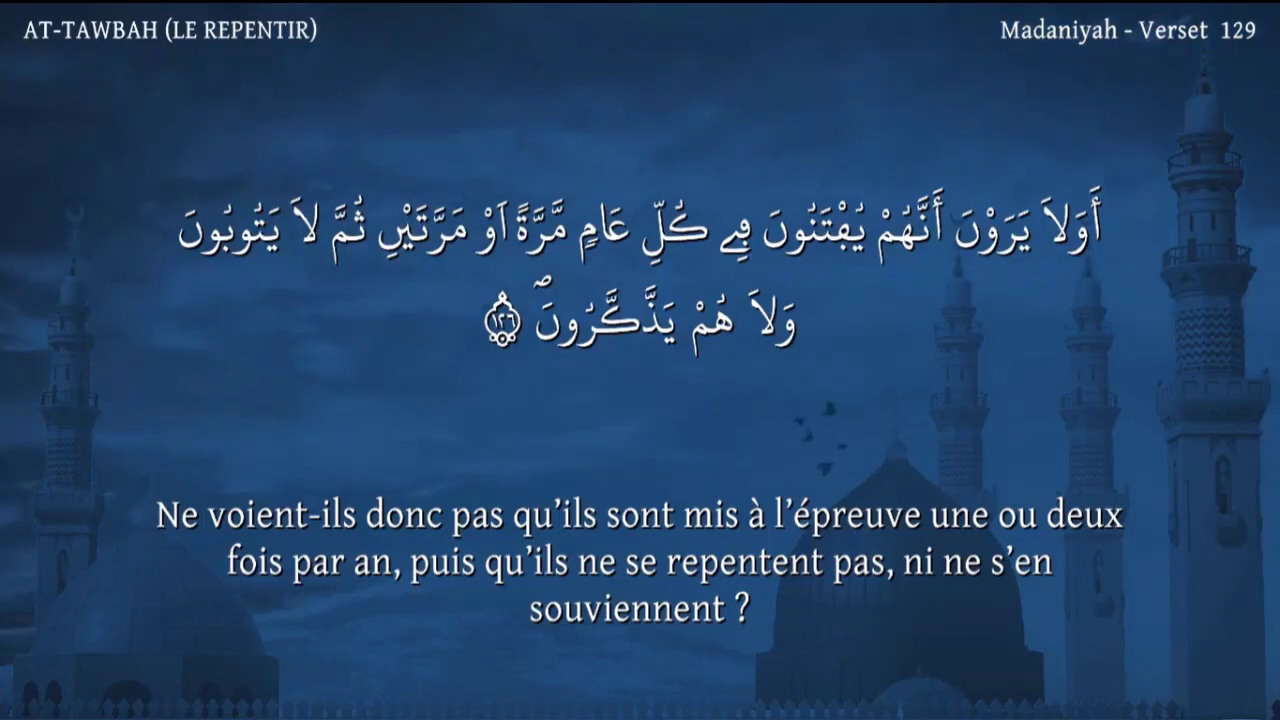 AT-TAWBAH (LE REPENTIR)
Madaniyah - Verset 129
أَوَلاَ يَرَوْنَ أَنَّهُمْ يُفْتَنُونَ فِے كُلِّ عَامٖ مَّرَّةً اَوْ مَرَّتَيْنِ ثُمَّ لاَ يَتُوبُونَ
وَلاَ هُمْ يَذَّكَّرُونَۖ ١٢٦
Ne voient-ils donc pas qu’ils sont mis à l’épreuve une ou deux
fois par an, puis qu’ils ne se repentent pas, ni ne s’en
souviennent ?